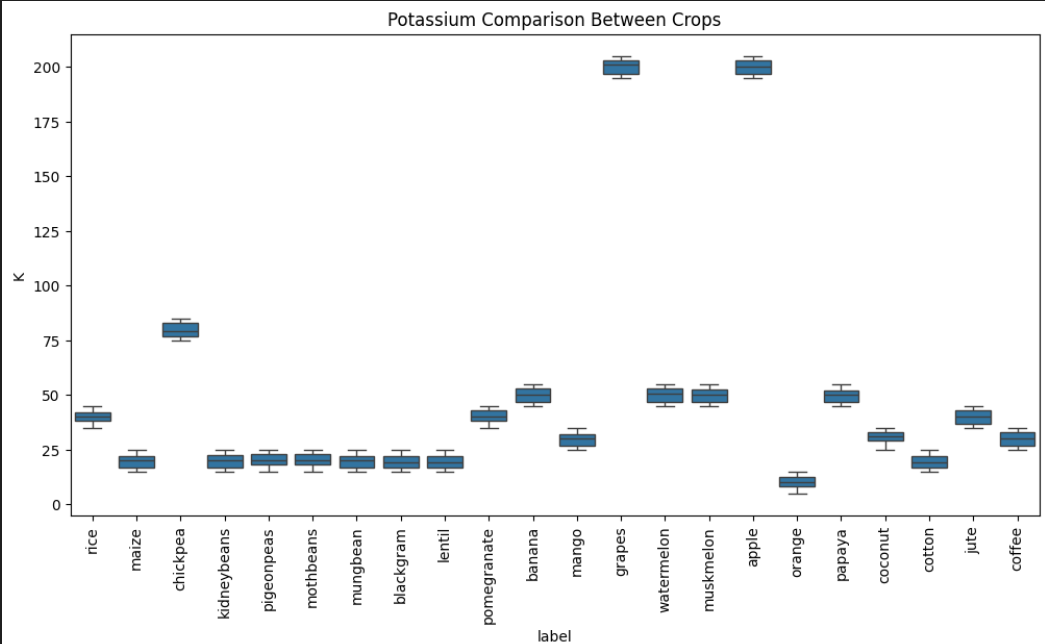 Potassium Comparison Between Crops
K
200
175
150
125
100
75
50
25
0
rice
maize
chickpea
kidneybeans
pigeonpeas
mothbeans
mungbean
blackgram
lentil
pomegranate
banana
mango
grapes
watermelon
muskmelon
apple
orange
papaya
coconut
cotton
jute
coffee
label